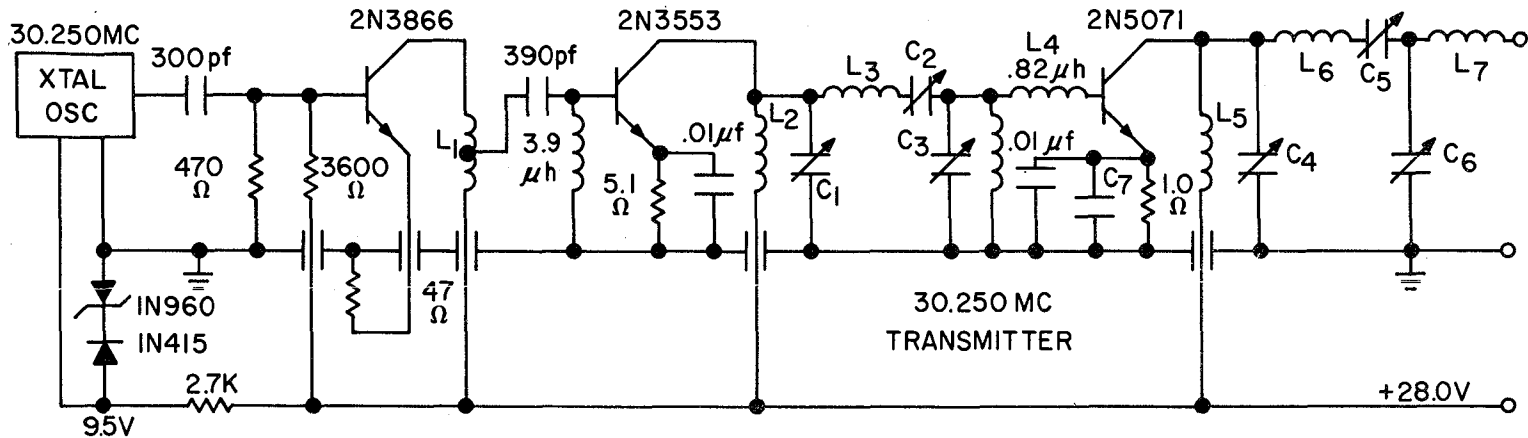 30.250MC
XTAL
OSC
300pf
2N3866
390pf
2N3553
2N5071
470
Ω
3600
Ω
47
Ω
L1
3.9
μh
5.1
Ω
.01μf
L2
C1
L3
C2
C3
L4
.82μh
.01μf
C7
1.0
Ω
L5
C4
L6
C5
C6
L7
IN960
IN415
2.7K
9.5V
30.250 MC
TRANSMITTER
+28.0V